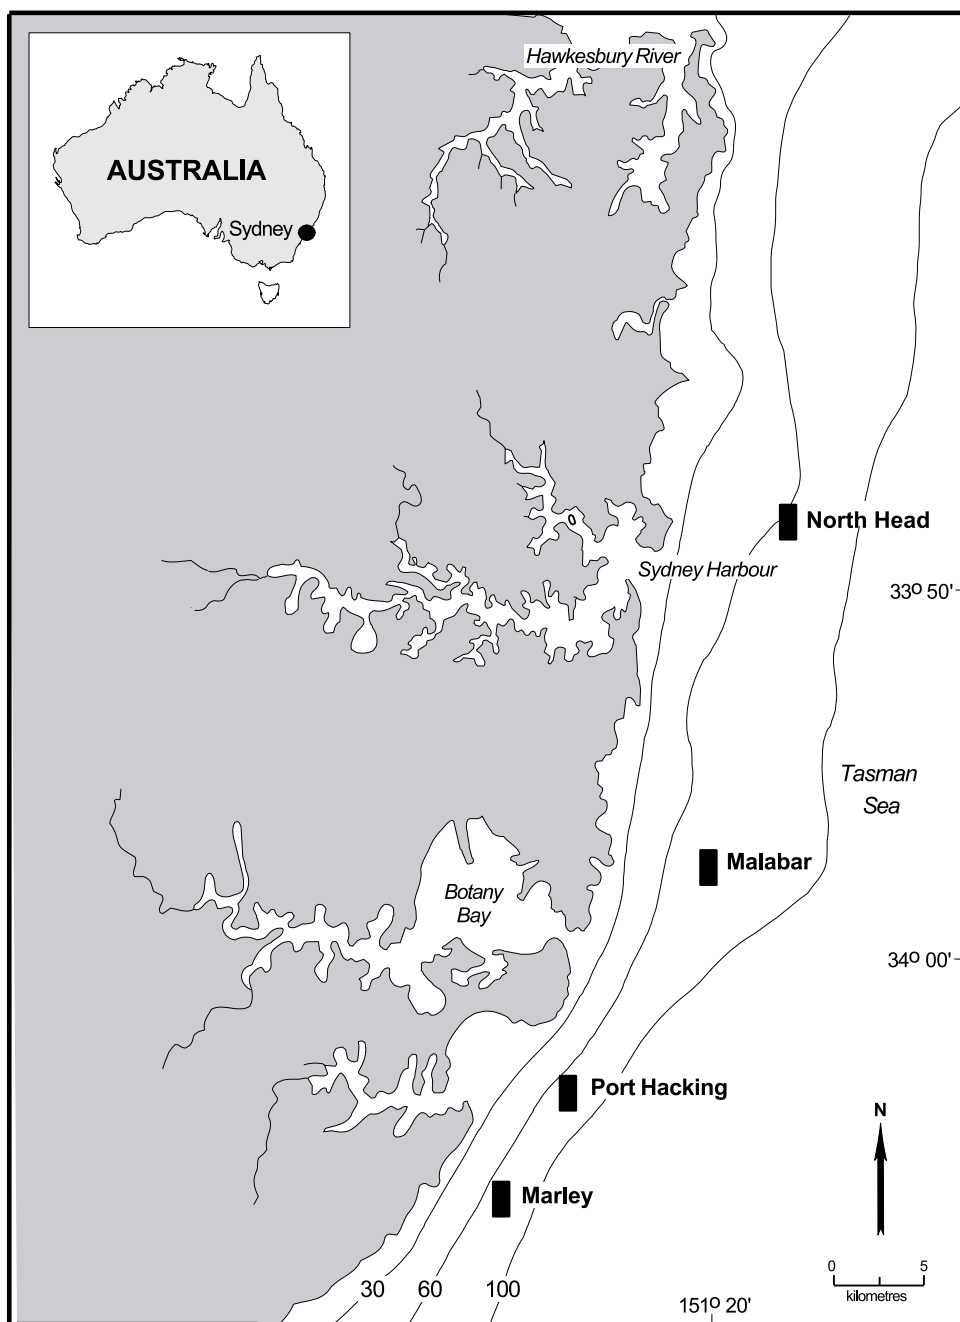 Hawkesbury River
AUSTRALIA
Sydney
North Head
Sydney Harbour
33º 50'
Tasman
Sea
Malabar
Botany
Bay
34º 00'
Port Hacking
N
Marley
0 5
kilometres
30 60 100
151º 20'